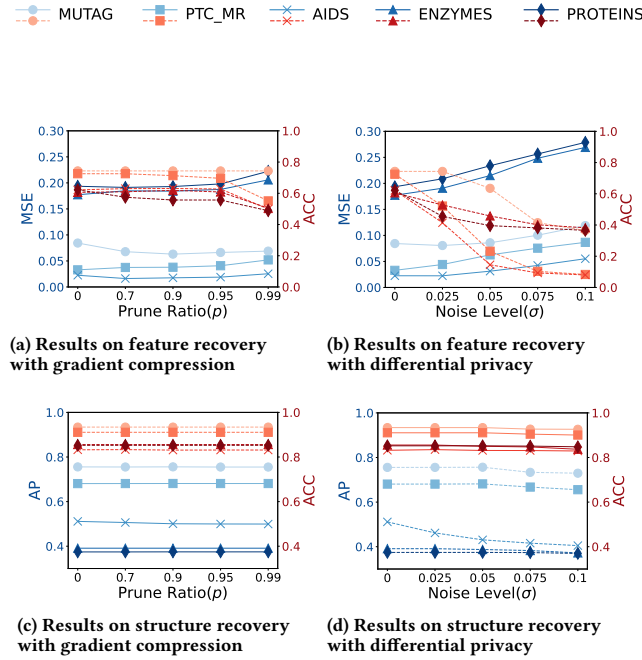 MUTAG PTC_MR AIDS ENZYMES PROTEINS
0.30 0.25 0.20 0.15 0.10 0.05 0.00
MSE
1.0 0.8 0.6 0.4 0.2 0.0
ACC
0 0.7 0.9 0.95 0.99
Prune Ratio(p)
(a) Results on feature recovery
with gradient compression
0.30 0.25 0.20 0.15 0.10 0.05 0.00
MSE
1.0 0.8 0.6 0.4 0.2 0.0
ACC
0 0.025 0.05 0.075 0.1
Noise Level(σ)
(b) Results on feature recovery
with differential privacy
1.0 0.8 0.6 0.4
AP
1.0 0.8 0.6 0.4
ACC
0 0.7 0.9 0.95 0.99
Prune Ratio(p)
(c) Results on structure recovery
with gradient compression
1.0 0.8 0.6 0.4
AP
1.0 0.8 0.6 0.4
ACC
0 0.025 0.05 0.075 0.1
Noise Level(σ)
(d) Results on structure recovery
with differential privacy